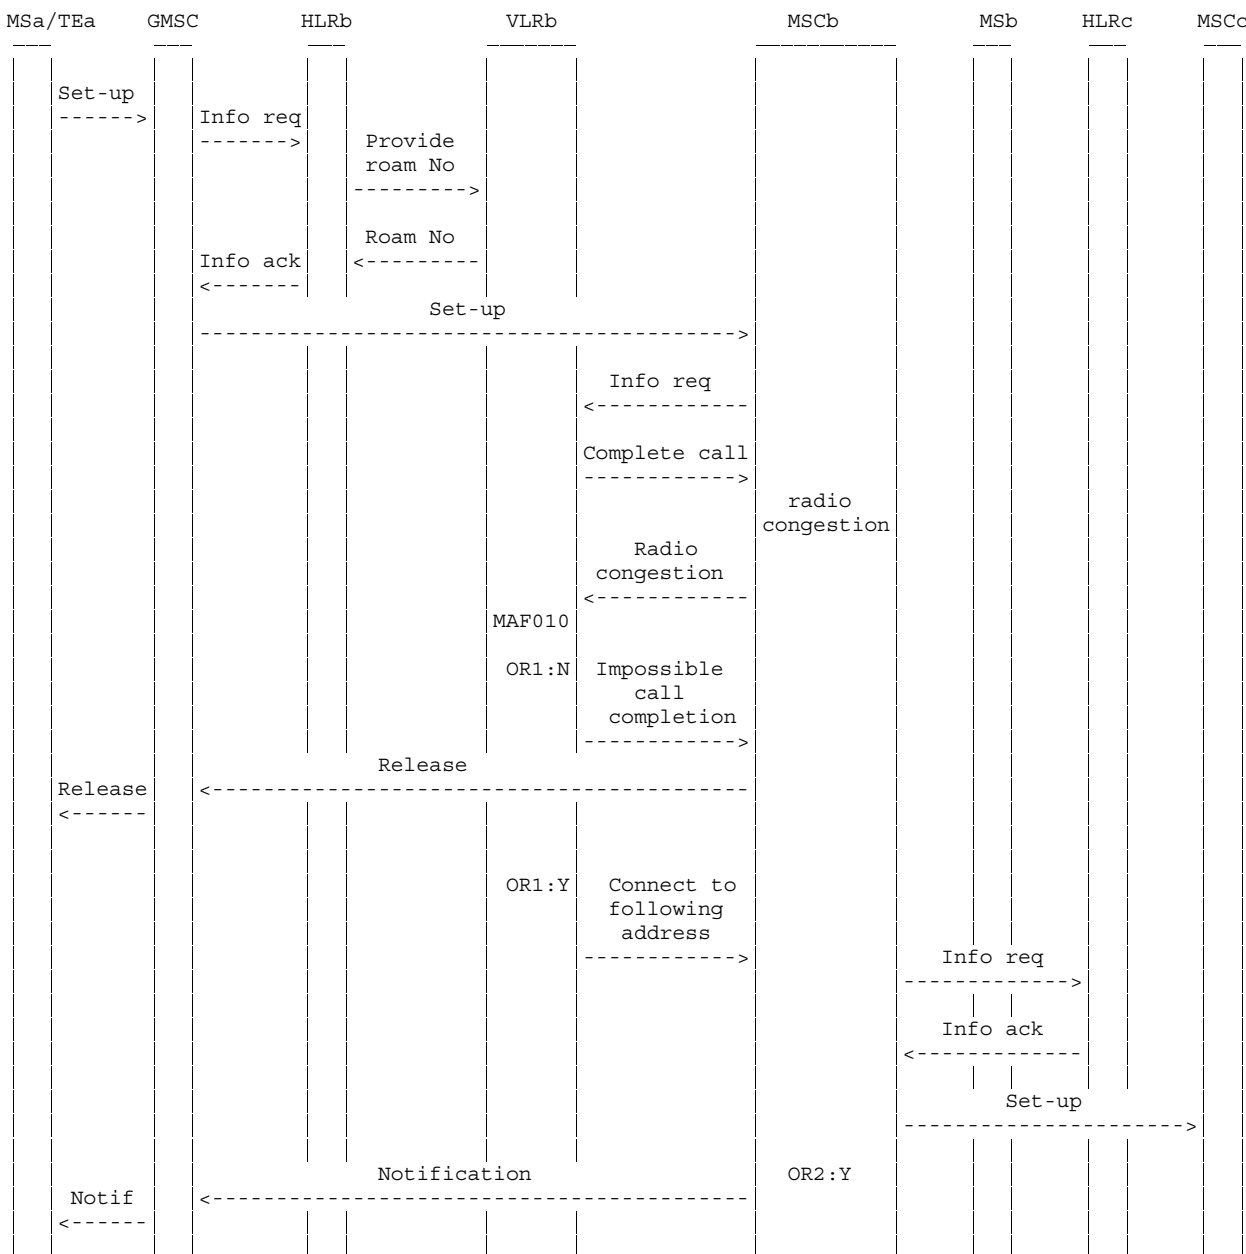 MSa/TEa GMSC HLRb VLRb MSCb MSb HLRc MSCc
Set-up
------> Info req
-------> Provide
roam No
--------->
Roam No
Info ack <---------
<-------
Set-up
------------------------------------------>
Info req
<------------
Complete call
------------>
radio
congestion
Radio
congestion
<------------
MAF010
OR1:N Impossible
call
completion
------------>
Release
Release <------------------------------------------
<------
OR1:Y Connect to
following
address
------------> Info req
------------->
Info ack
<-------------
Set-up
---------------------->
Notification OR2:Y
Notif <------------------------------------------
<------